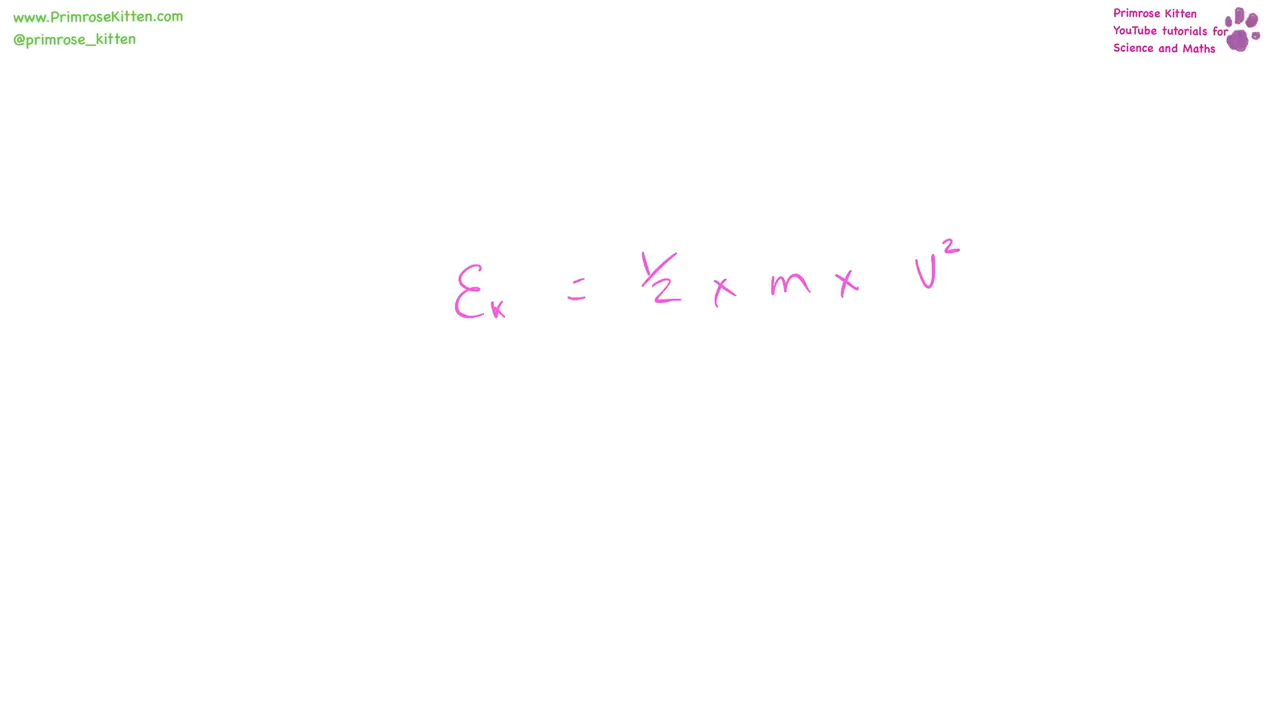 www.PrimroseKitten.com
@primrose_kitten
Primrose Kitten
YouTube tutorials for
Science and Maths
Ek = 1/2 × m × v²